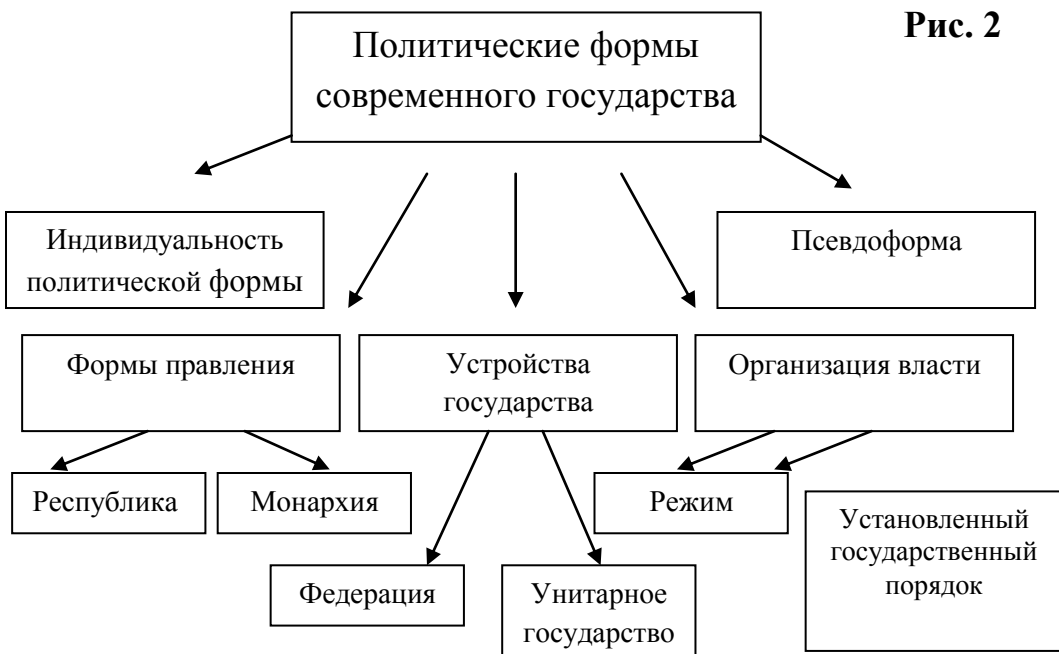 Рис. 2
Политические формы
современного государства
Индивидуальность
политической формы
Псевдоформа
Формы правления
Устройства
государства
Организация власти
Республика
Монархия
Режим
Установленный
государственный
порядок
Федерация
Унитарное
государство